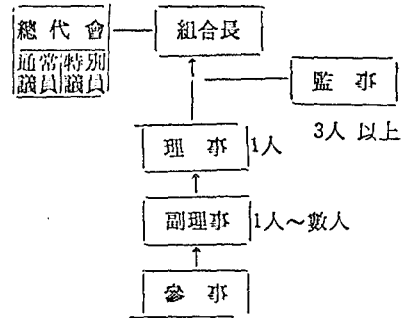 總代會
組合長
通常 特別
議員 議員
監事
3人 以上
理事 1人
副理事 1人～數人
參事